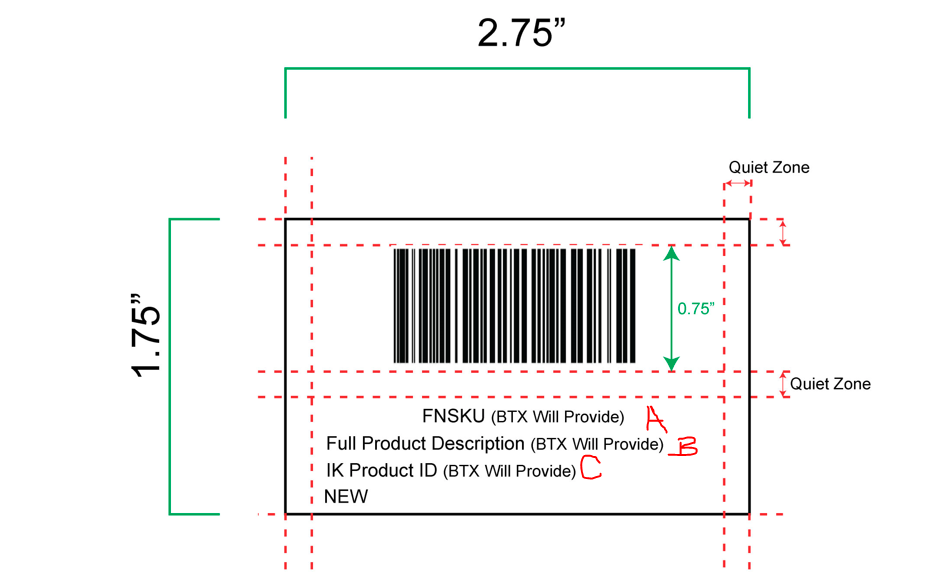 2.75”
Quiet Zone
0.75”
1.75”
Quiet Zone
FNSKU (BTX Will Provide) A
Full Product Description (BTX Will Provide) B
IK Product ID (BTX Will Provide) C
NEW